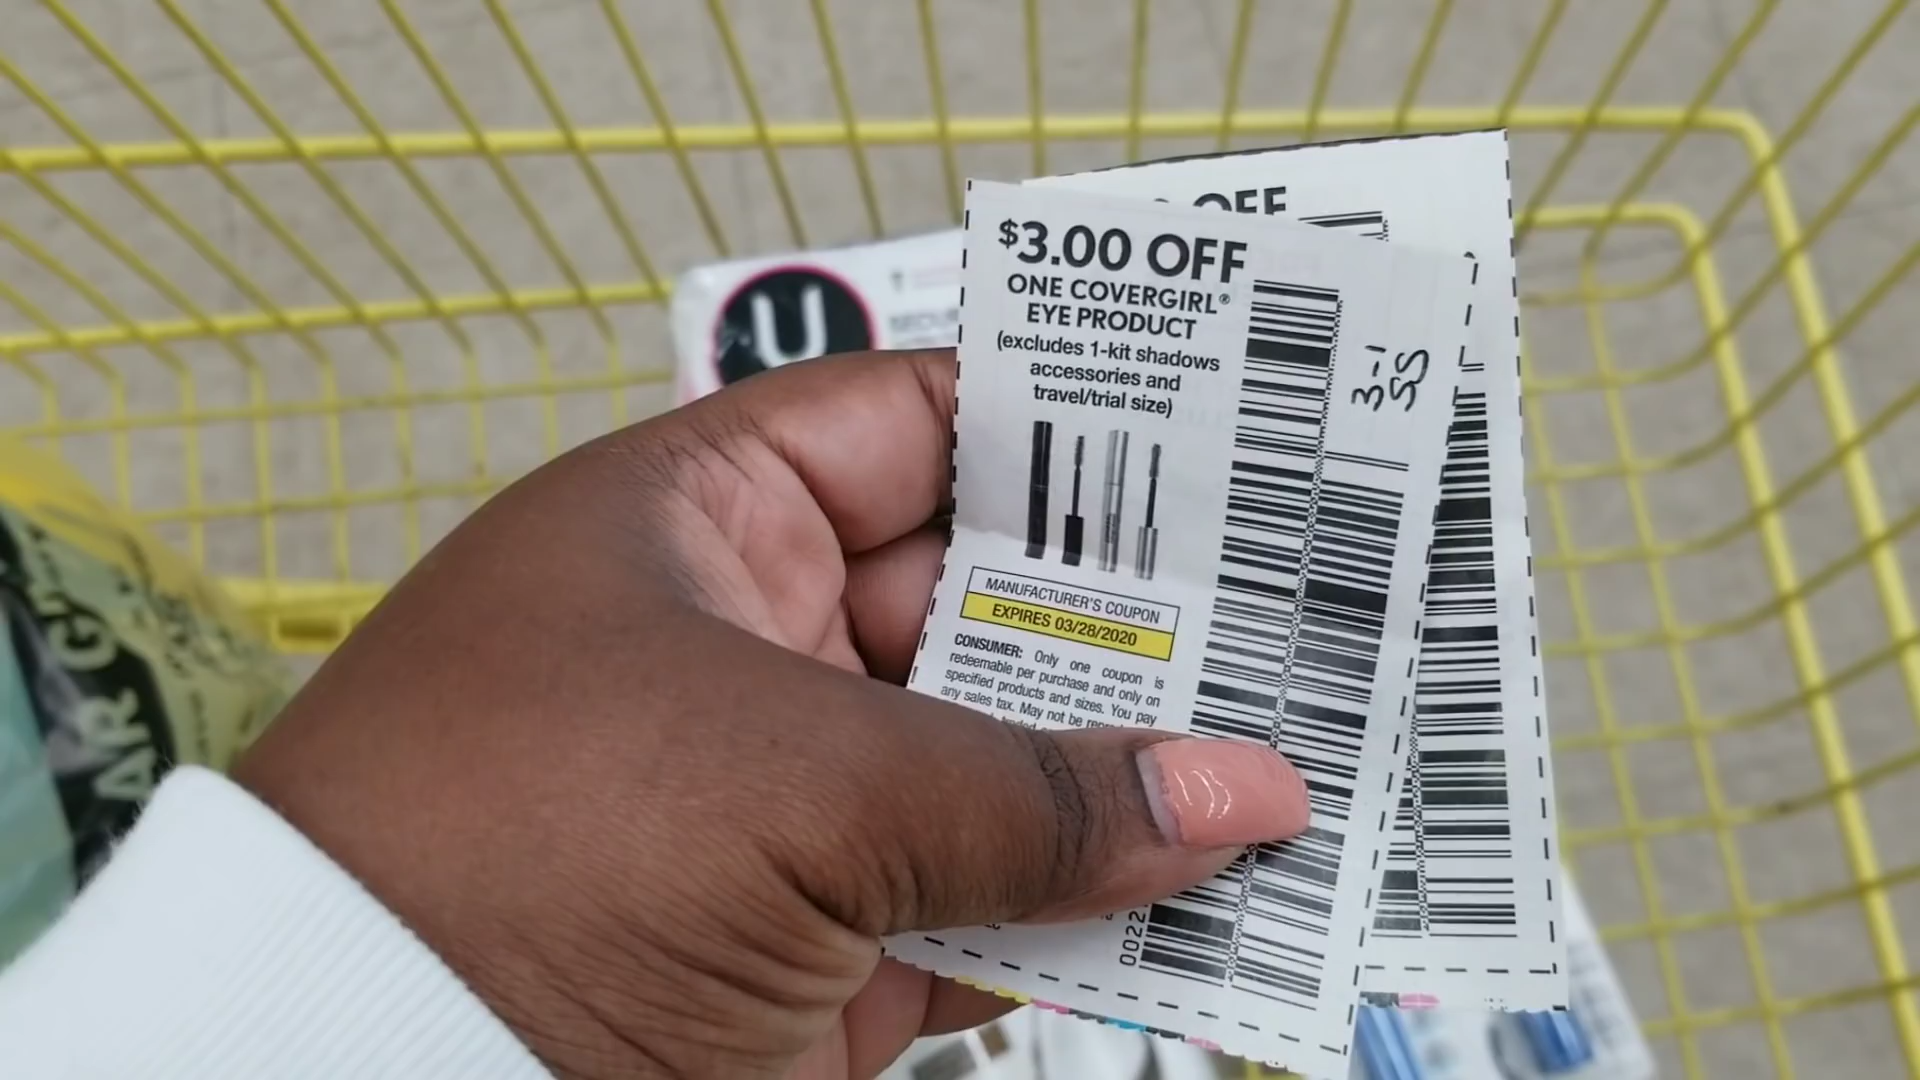 OFF
$3.00 OFF
ONE COVERGIRL®
EYE PRODUCT
(excludes 1-kit shadows
accessories and
travel/trial size)
3-1
SS
MANUFACTURER'S COUPON
EXPIRES 03/28/2020
CONSUMER: Only one coupon is
redeemable per purchase and only on
specified products and sizes. You pay
any sales tax. May not be
0022
U
AR